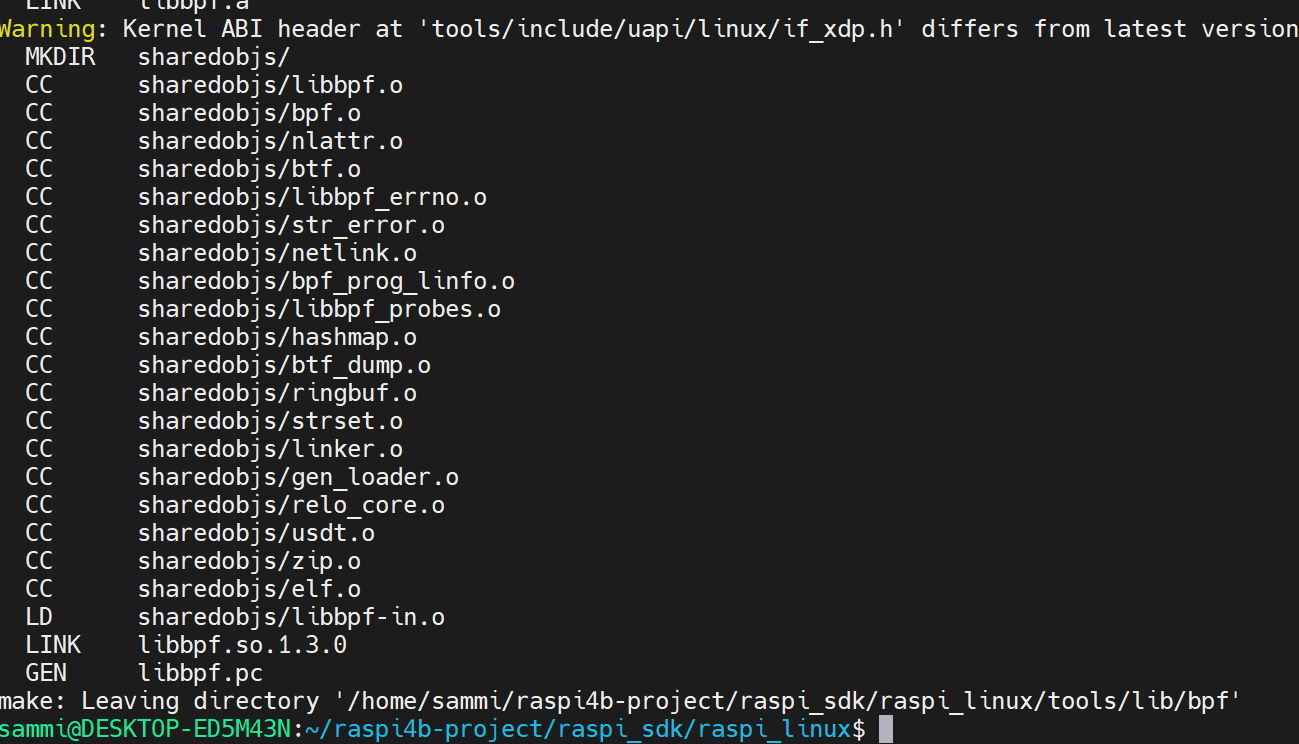 LINK     libbpf.a
Warning: Kernel ABI header at 'tools/include/uapi/linux/if_xdp.h' differs from latest version
MKDIR    sharedobjs/
CC       sharedobjs/libbpf.o
CC       sharedobjs/bpf.o
CC       sharedobjs/nlattr.o
CC       sharedobjs/btf.o
CC       sharedobjs/libbpf_errno.o
CC       sharedobjs/str_error.o
CC       sharedobjs/netlink.o
CC       sharedobjs/bpf_prog_linfo.o
CC       sharedobjs/libbpf_probes.o
CC       sharedobjs/hashmap.o
CC       sharedobjs/btf_dump.o
CC       sharedobjs/ringbuf.o
CC       sharedobjs/strset.o
CC       sharedobjs/linker.o
CC       sharedobjs/gen_loader.o
CC       sharedobjs/relo_core.o
CC       sharedobjs/usdt.o
CC       sharedobjs/zip.o
CC       sharedobjs/elf.o
LD       sharedobjs/libbpf-in.o
LINK     libbpf.so.1.3.0
GEN      libbpf.pc
make: Leaving directory '/home/sammi/raspi4b-project/raspi_sdk/raspi_linux/tools/lib/bpf'
sammi@DESKTOP-ED5M43N:~/raspi4b-project/raspi_sdk/raspi_linux$